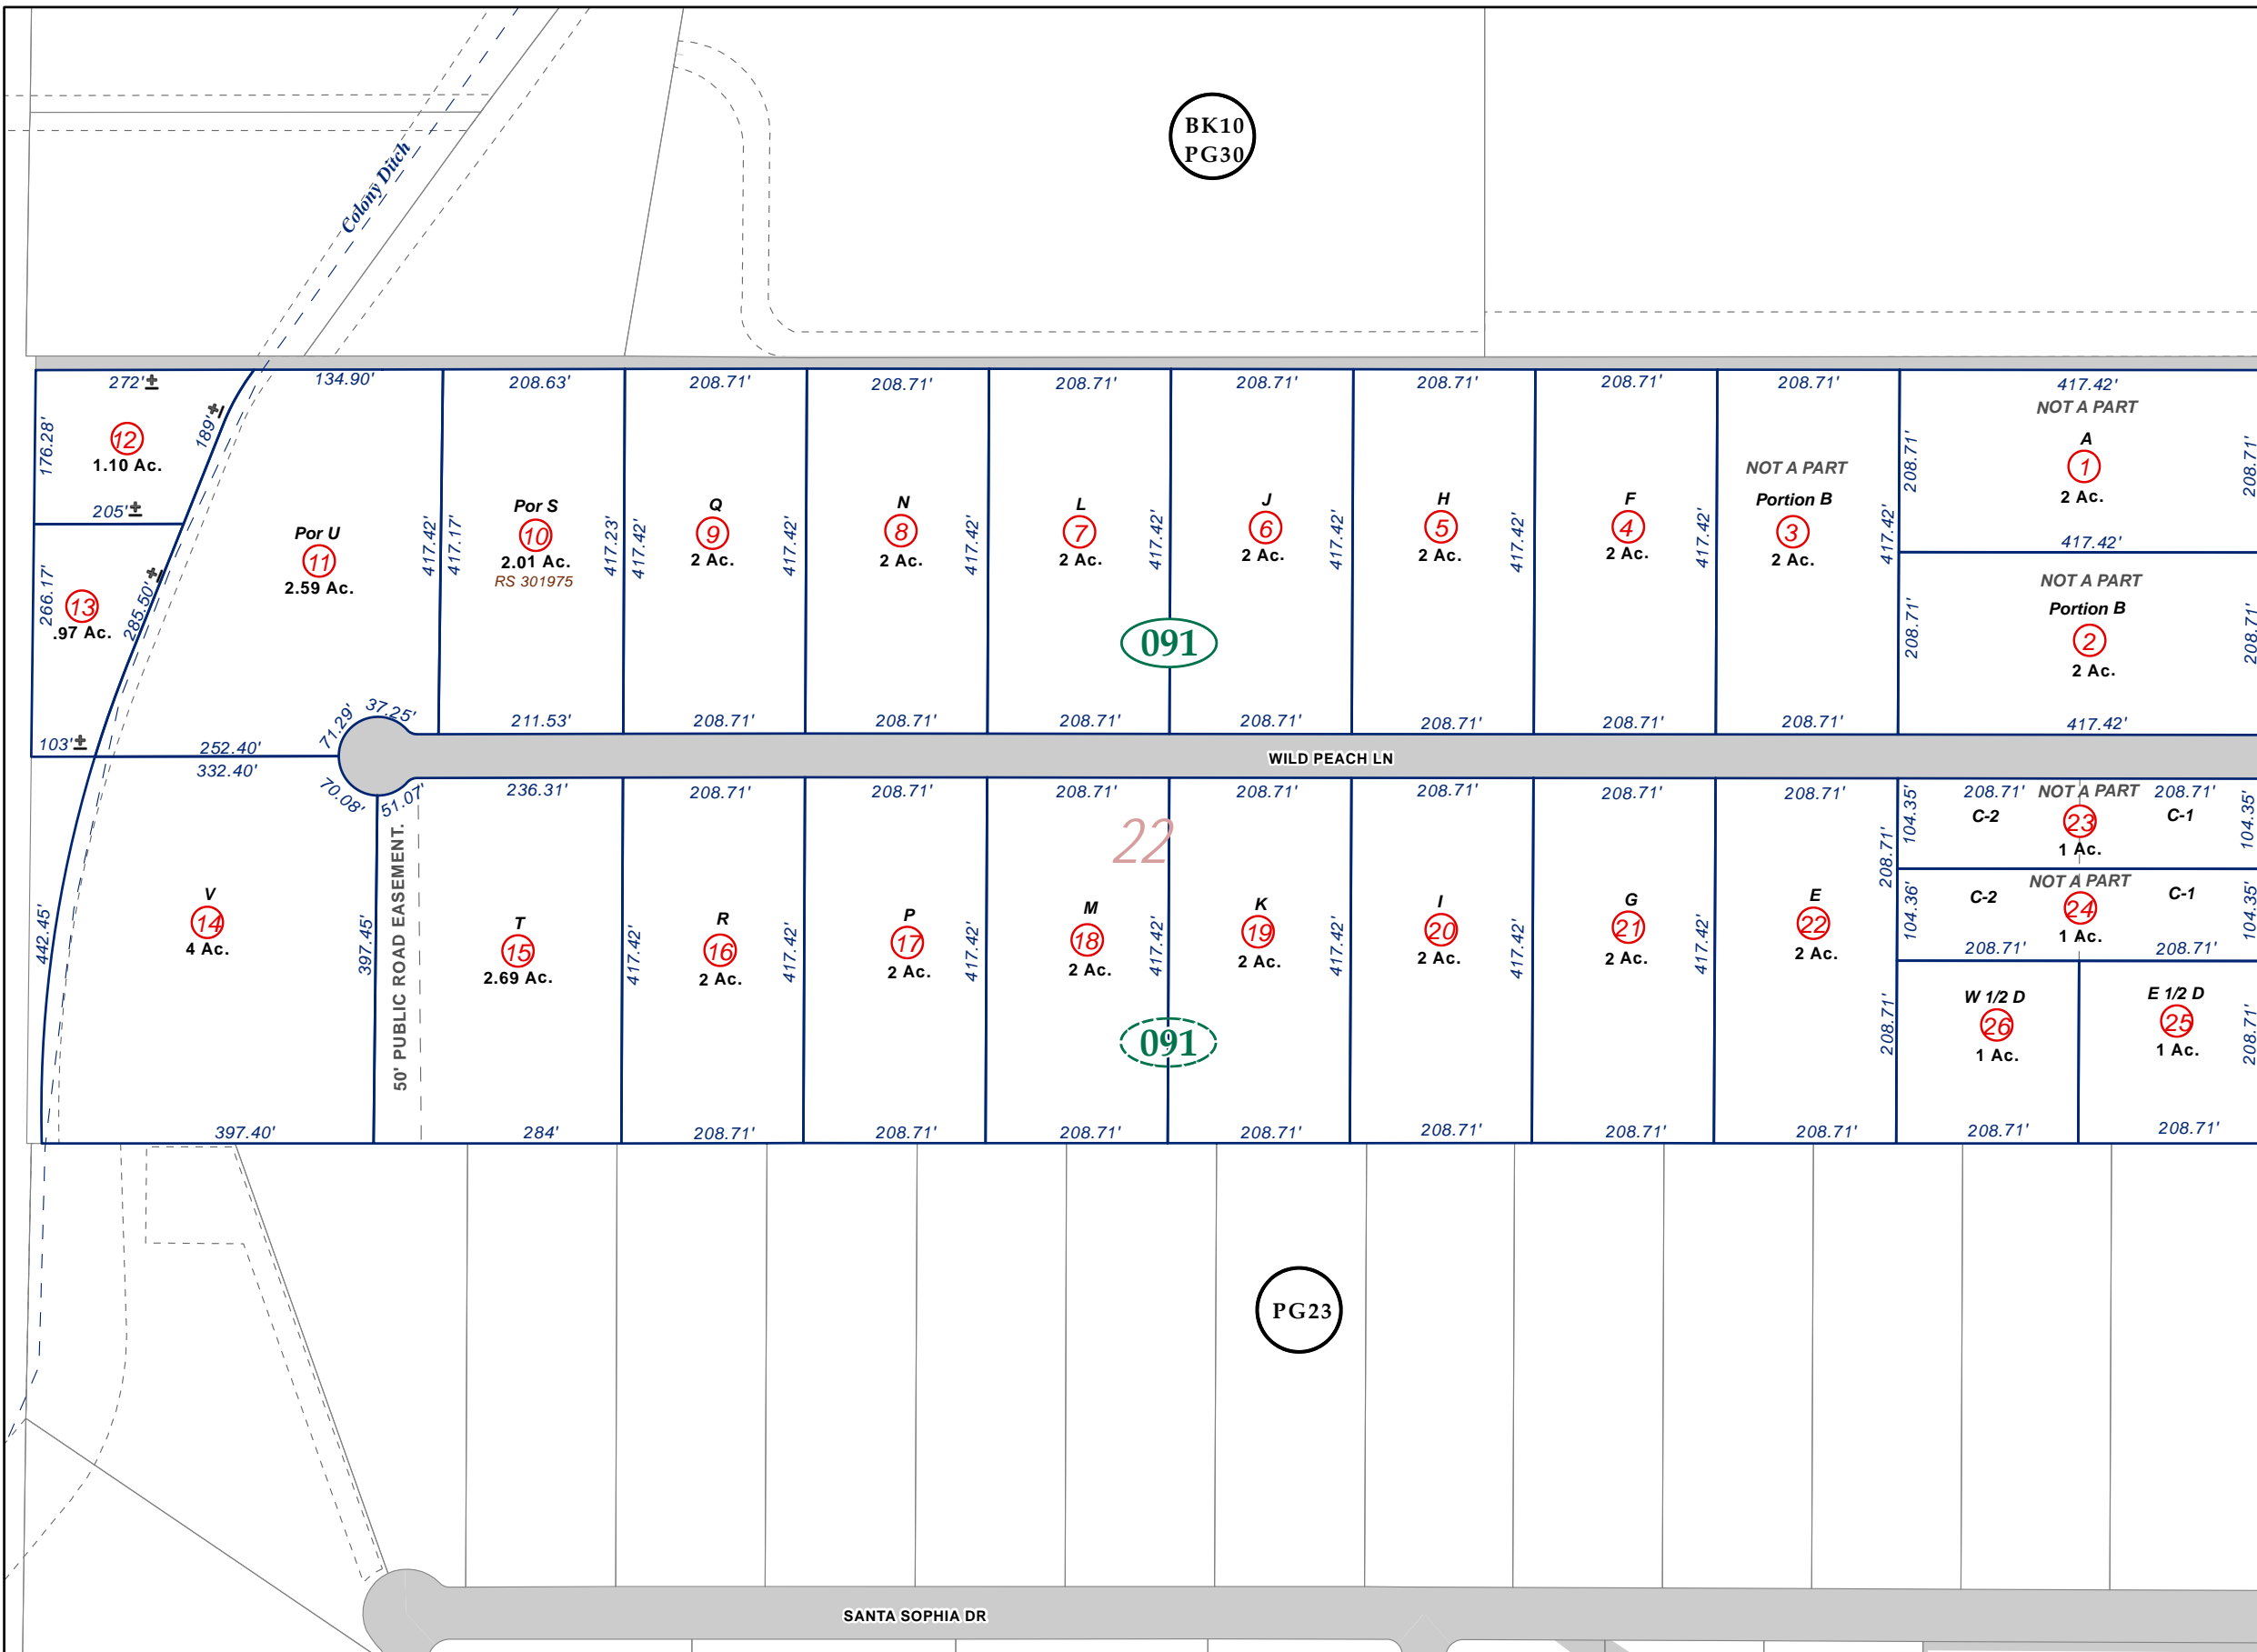 BK10
PG30
Colony Ditch
272'±
134.90'
208.63'
208.71'
208.71'
208.71'
208.71'
208.71'
208.71'
208.71'
417.42'
NOT A PART
189'±
176.28'
12
1.10 Ac.
205'±
A
1
2 Ac.
208.71'
208.71'
417.42'
Por U
11
2.59 Ac.
417.42'
417.17'
Por S
10
2.01 Ac.
RS 301975
417.23'
417.42'
Q
9
2 Ac.
417.42'
N
8
2 Ac.
417.42'
L
7
2 Ac.
417.42'
J
6
2 Ac.
417.42'
H
5
2 Ac.
417.42'
F
4
2 Ac.
417.42'
NOT A PART
Portion B
3
2 Ac.
417.42'
NOT A PART
Portion B
2
2 Ac.
208.71'
208.71'
266.17'
13
.97 Ac.
285.50'±
091
103'±
252.40'
71.29'
37.25'
211.53'
208.71'
208.71'
208.71'
208.71'
208.71'
208.71'
208.71'
417.42'
WILD PEACH LN
332.40'
70.08'
51.07'
236.31'
208.71'
208.71'
208.71'
208.71'
208.71'
208.71'
208.71'
208.71'
NOT A PART
208.71'
104.35'
C-2
23
C-1
1 Ac.
104.35'
22
NOT A PART
104.36'
C-2
24
C-1
1 Ac.
104.35'
208.71'
208.71'
442.45'
V
14
4 Ac.
397.45'
50' PUBLIC ROAD EASEMENT.
T
15
2.69 Ac.
417.42'
R
16
2 Ac.
417.42'
P
17
2 Ac.
417.42'
M
18
2 Ac.
417.42'
K
19
2 Ac.
417.42'
I
20
2 Ac.
417.42'
G
21
2 Ac.
417.42'
E
22
2 Ac.
208.71'
208.71'
W 1/2 D
26
1 Ac.
E 1/2 D
25
1 Ac.
208.71'
091
397.40'
284'
208.71'
208.71'
208.71'
208.71'
208.71'
208.71'
208.71'
208.71'
208.71'
PG23
SANTA SOPHIA DR